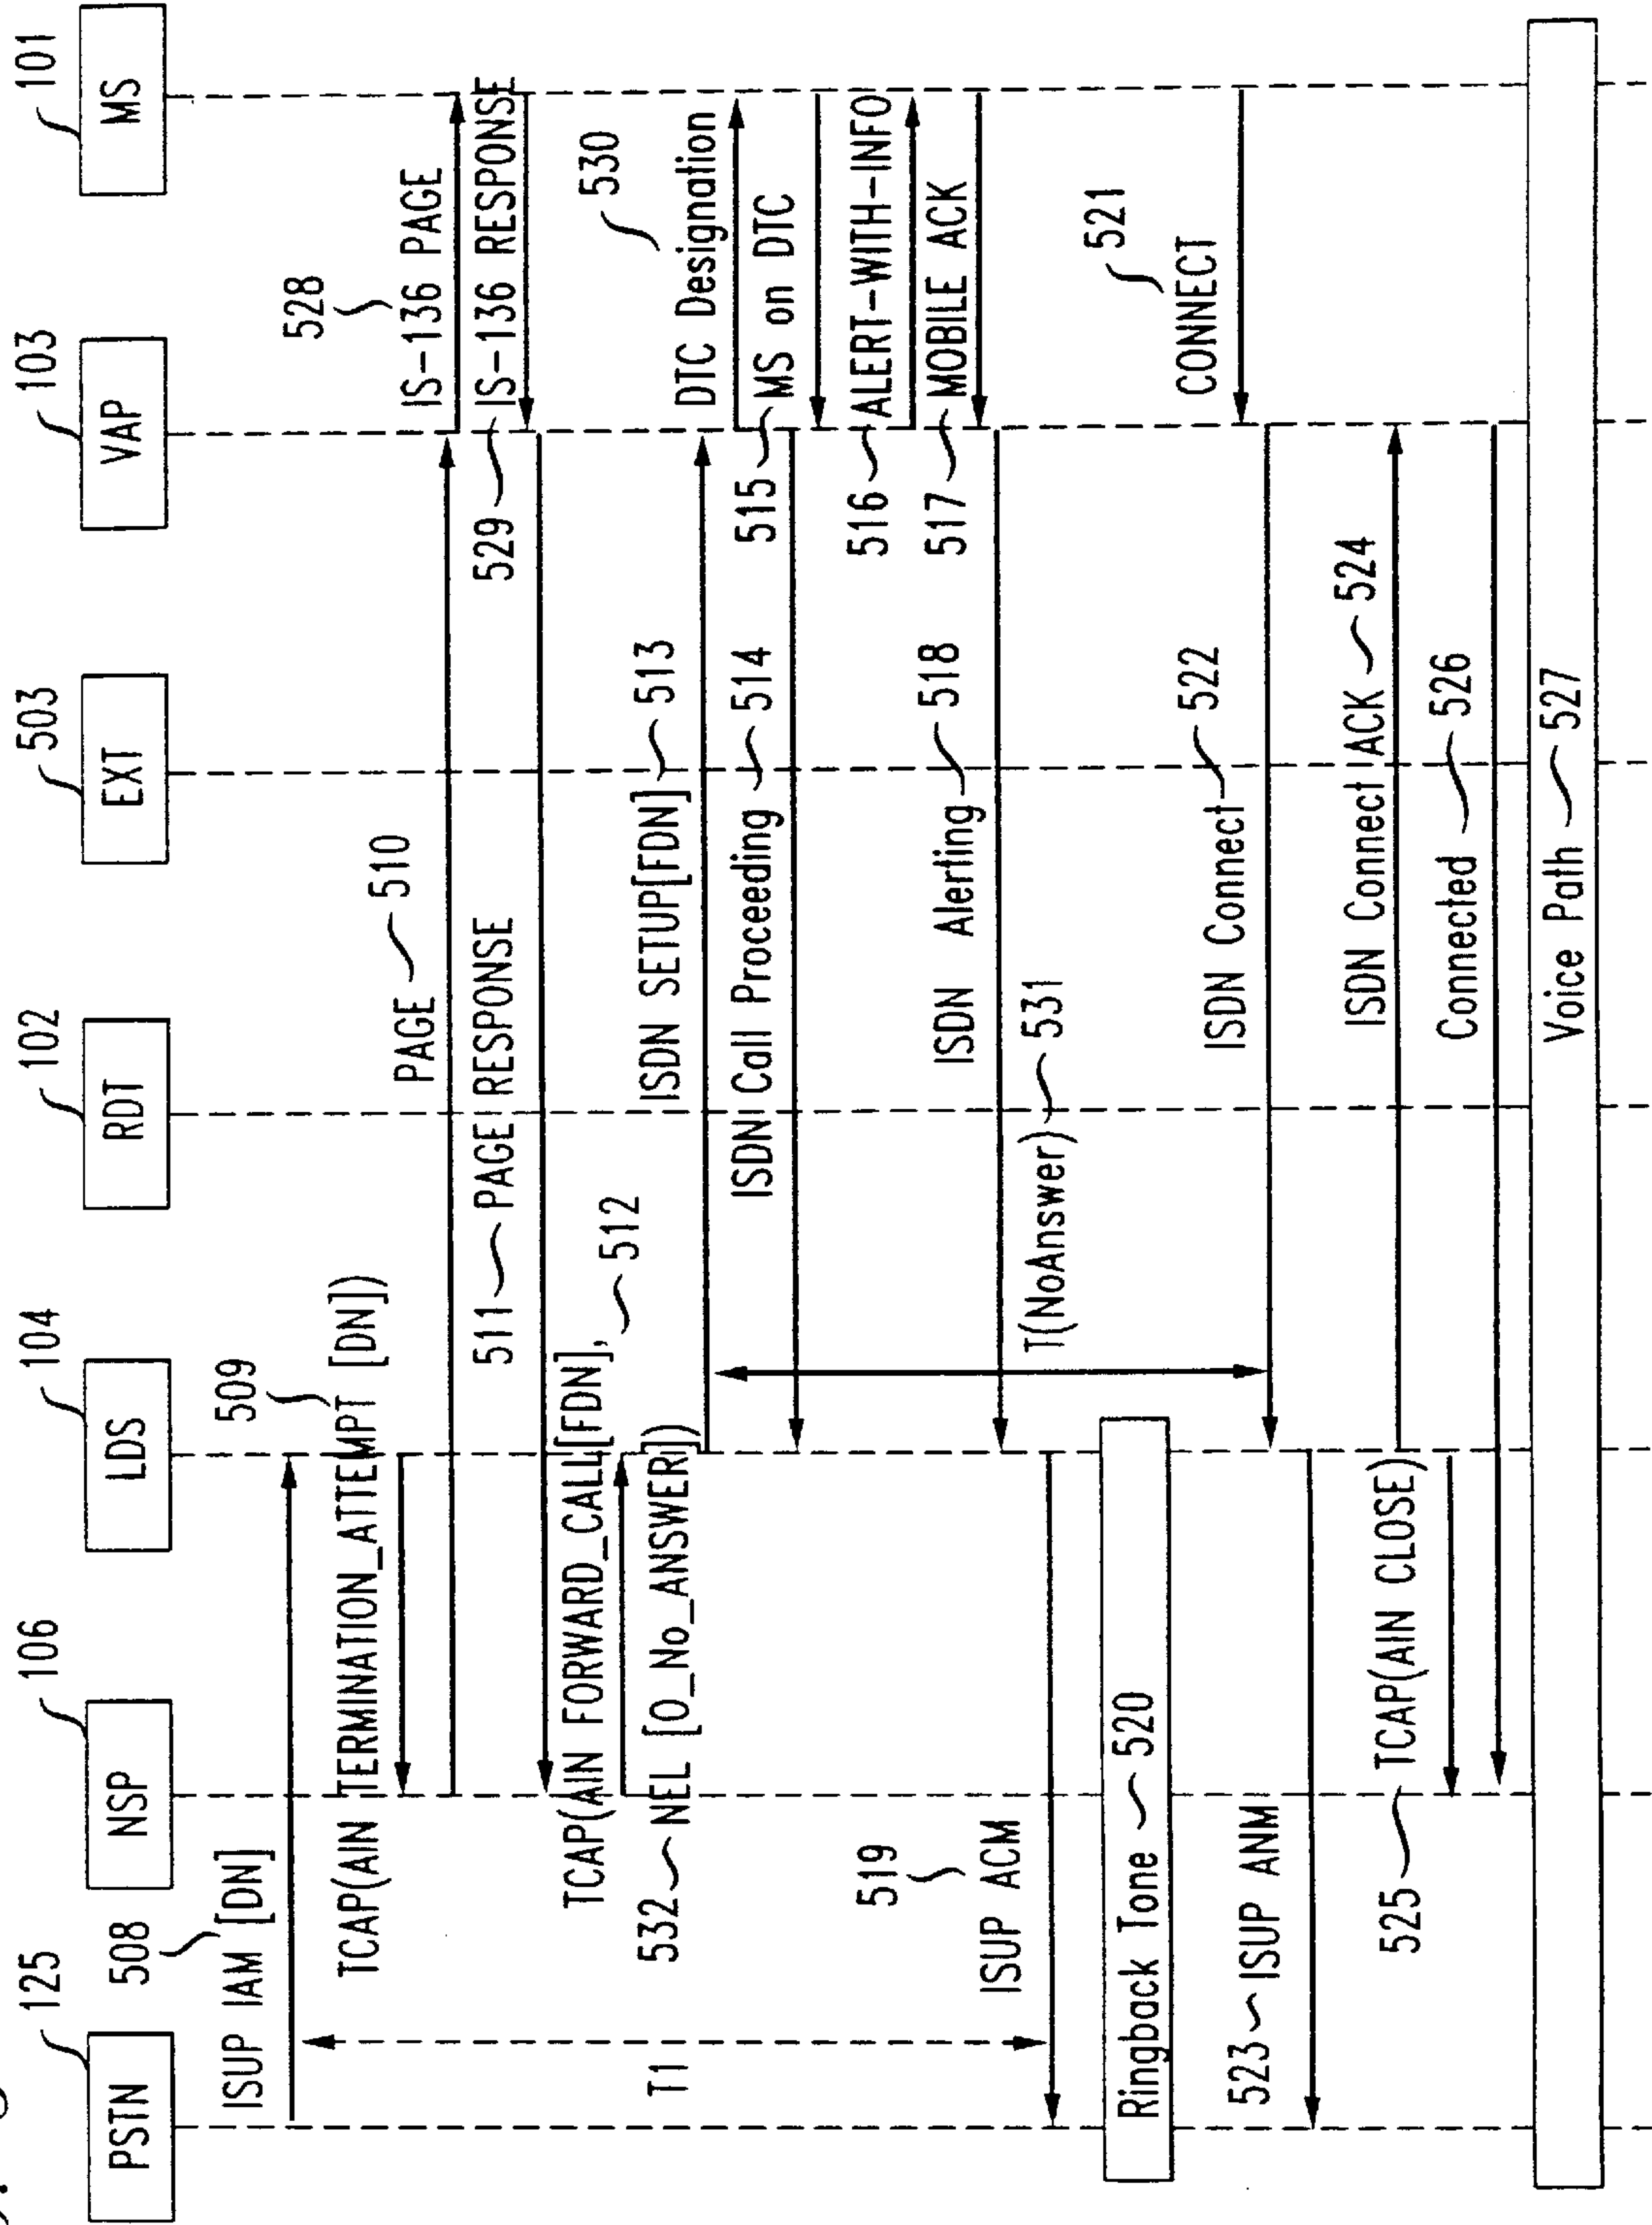 PSTN 125
NSP 106
LDS 104
RDT 102
EXT 503
VAP 103
MS 101
508
ISUP IAM [DN]
509
TCAP(AIN TERMINATION_ATTEMPT [DN])
PAGE 510
528
IS-136 PAGE
511 PAGE RESPONSE
529 IS-136 RESPONSE
TCAP(AIN FORWARD_CALL[FDN], 512
532 NEL [O_No_ANSWER])
530
ISDN SETUP[FDN] 513
DTC Designation
T1
ISDN Call Proceeding 514
515 MS on DTC
516 ALERT-WITH-INFO
517 MOBILE ACK
ISDN Alerting 518
519
ISUP ACM
T(NoAnswer) 531
Ringback Tone 520
521
CONNECT
ISDN Connect 522
523 ISUP ANM
ISDN Connect ACK 524
525 TCAP(AIN CLOSE)
Connected 526
Voice Path 527